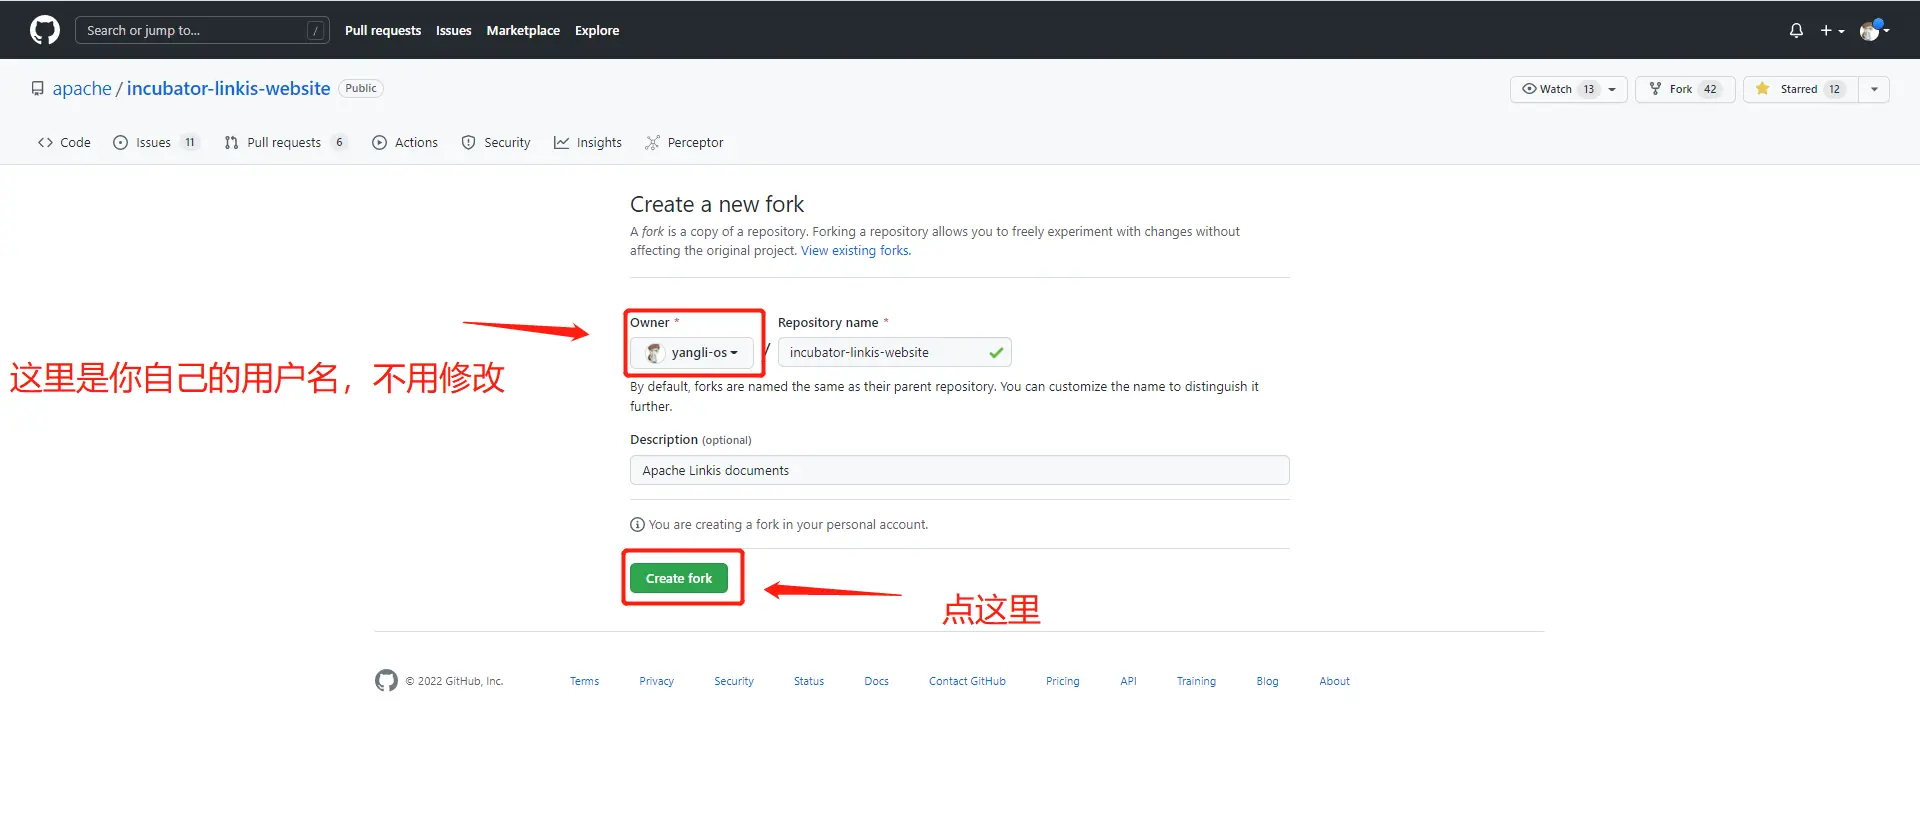 Search or jump to... /
Pull requests Issues Marketplace Explore
apache / incubator-linkis-website Public
Watch 13 Fork 42 Starred 12
Code Issues 11 Pull requests 6 Actions Security Insights Perceptor
Create a new fork
A fork is a copy of a repository. Forking a repository allows you to freely experiment with changes without
affecting the original project. View existing forks.
Owner * Repository name *
yangli-os / incubator-linkis-website
这里是你自己的用户名，不用修改
By default, forks are named the same as their parent repository. You can customize the name to distinguish it
further.
Description (optional)
Apache Linkis documents
You are creating a fork in your personal account.
Create fork
点这里
© 2022 GitHub, Inc. Terms Privacy Security Status Docs Contact GitHub Pricing API Training Blog About